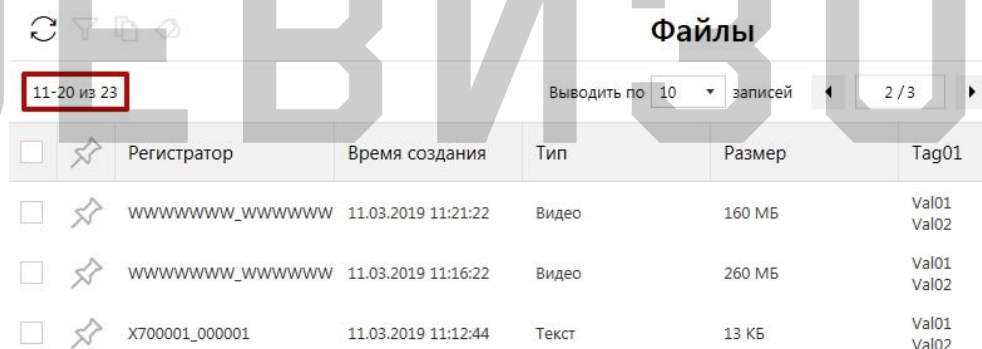 Файлы
11-20 из 23 Выводить по 10 записей 2 / 3
Регистратор Время создания Тип Размер Tag01
WWWWWWW_WWWWWW 11.03.2019 11:21:22 Видео 160 МБ Val01
Val02
WWWWWWW_WWWWWW 11.03.2019 11:16:22 Видео 260 МБ Val01
Val02
X700001_000001 11.03.2019 11:12:44 Текст 13 КБ Val01
Val02